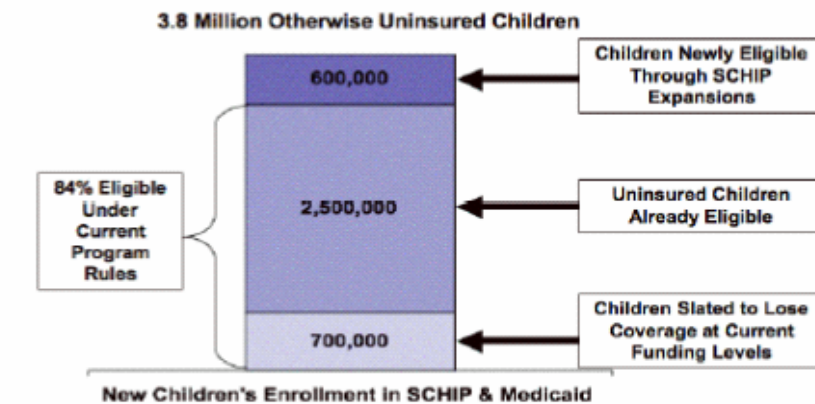 3.8 Million Otherwise Uninsured Children
600,000
Children Newly Eligible
Through SCHIP
Expansions
84% Eligible
Under
Current
Program
Rules
2,500,000
Uninsured Children
Already Eligible
700,000
Children Slated to Lose
Coverage at Current
Funding Levels
New Children's Enrollment in SCHIP & Medicaid